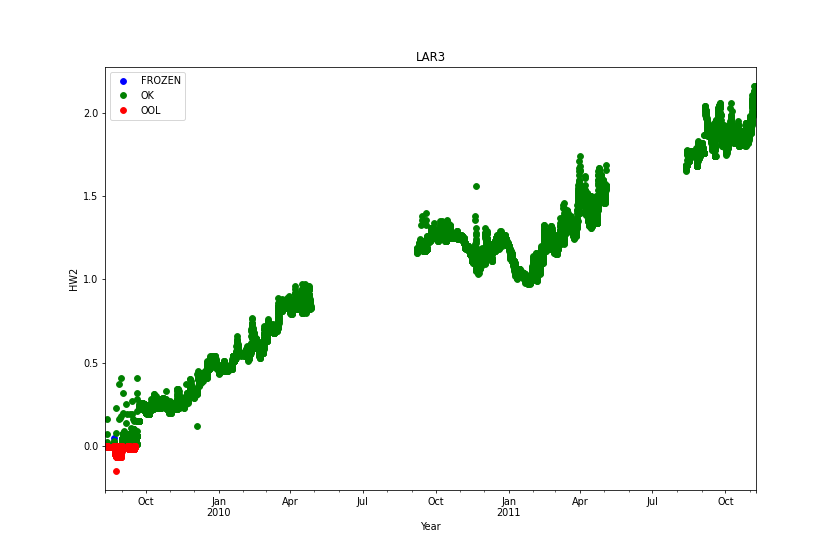 LAR3
FROZEN
OK
OOL
HW2
2.0
1.5
1.0
0.5
0.0
Oct Jan Apr Jul Oct Jan Apr Jul Oct
2010 2011
Year